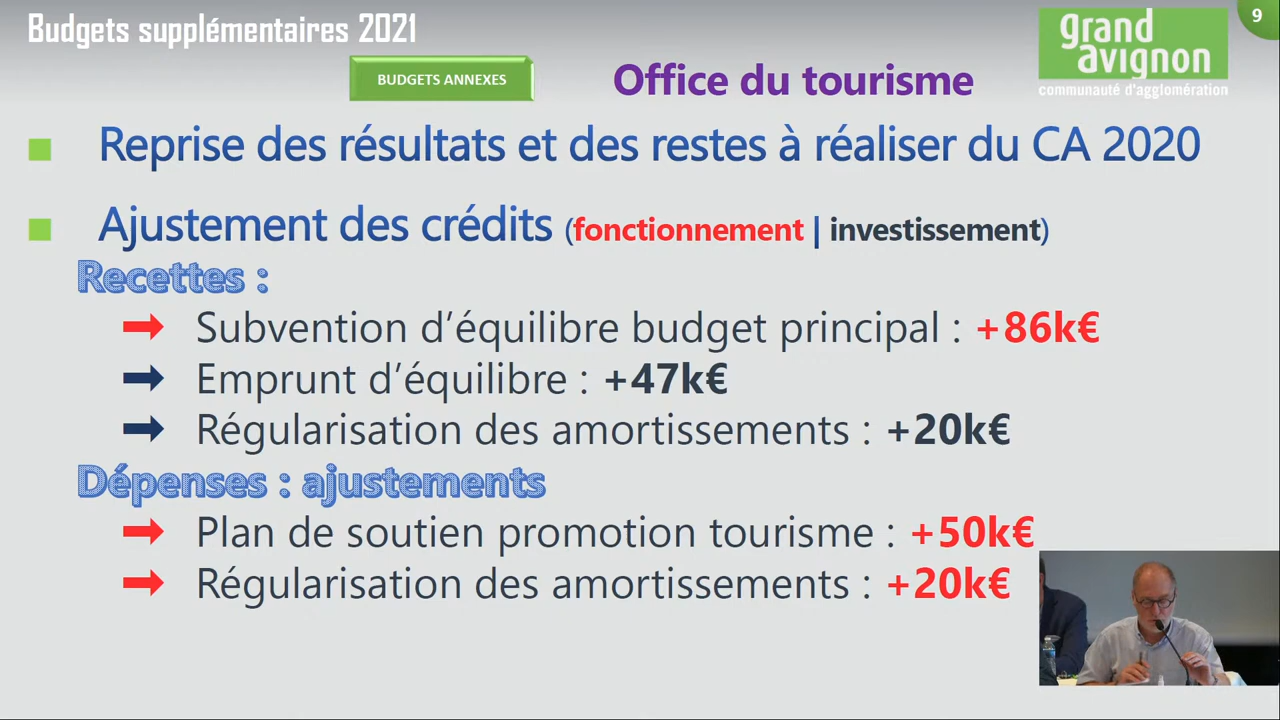 Budgets supplémentaires 2021
9
grand
avignon
communauté d'agglomération
BUDGETS ANNEXES
Office du tourisme
Reprise des résultats et des restes à réaliser du CA 2020
Ajustement des crédits (fonctionnement | investissement)
Recettes :
Subvention d’équilibre budget principal : +86k€
Emprunt d’équilibre : +47k€
Régularisation des amortissements : +20k€
Dépenses : ajustements
Plan de soutien promotion tourisme : +50k€
Régularisation des amortissements : +20k€